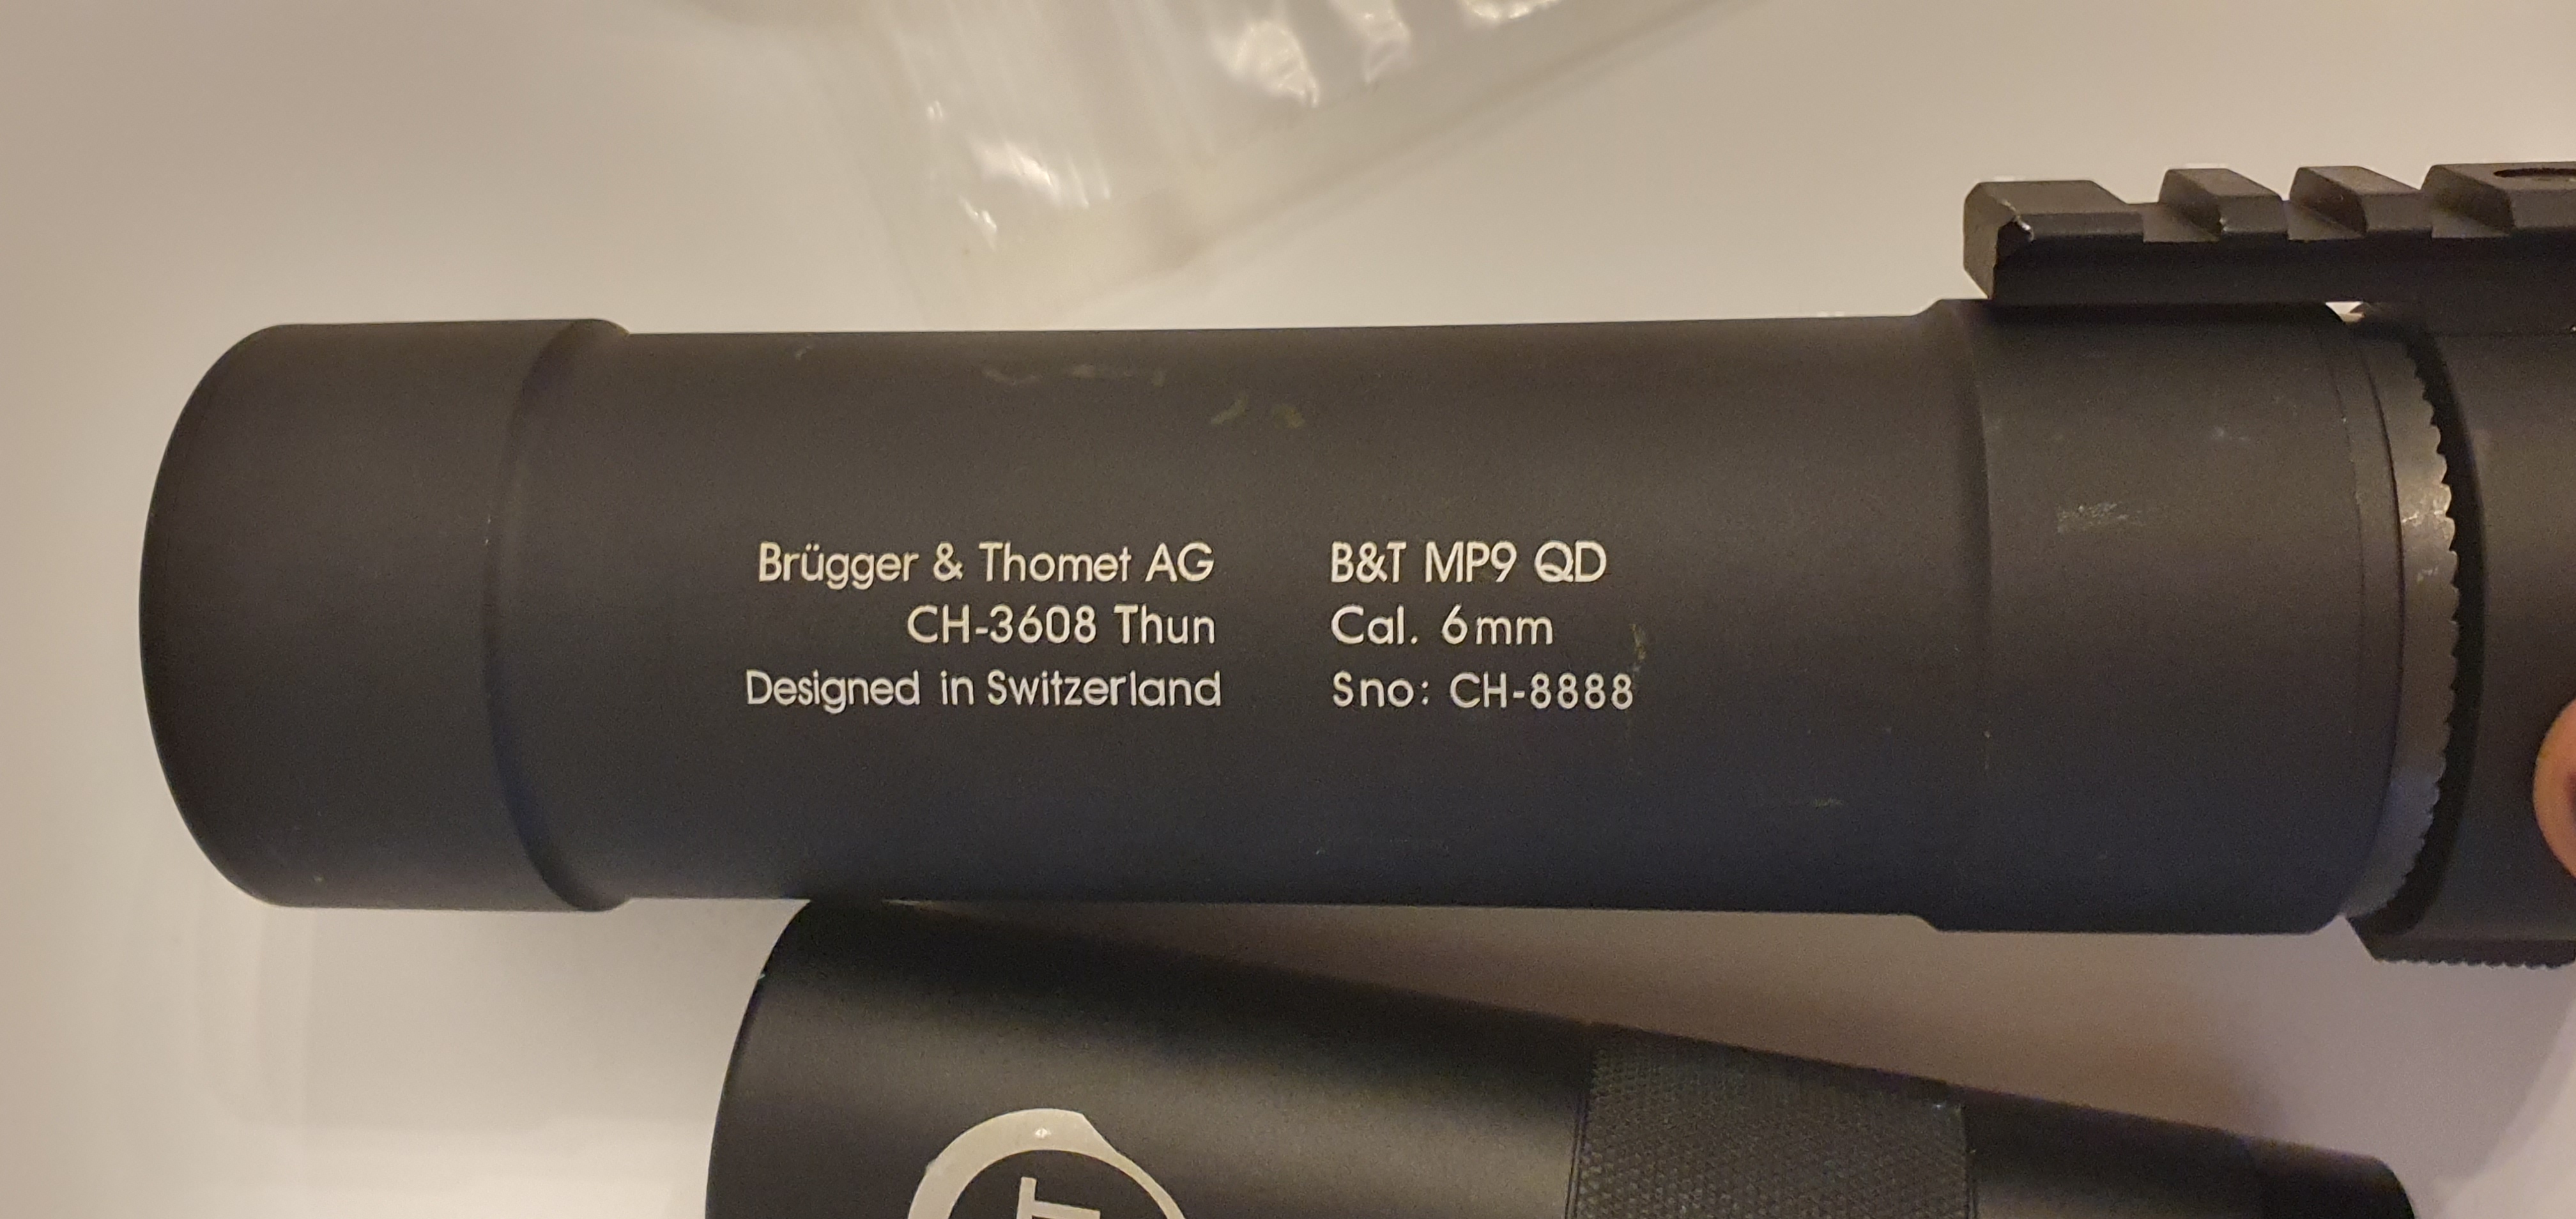 Brügger & Thomet AG
CH-3608 Thun
Designed in Switzerland
B&T MP9 QD
Cal. 6mm
Sno: CH-8888